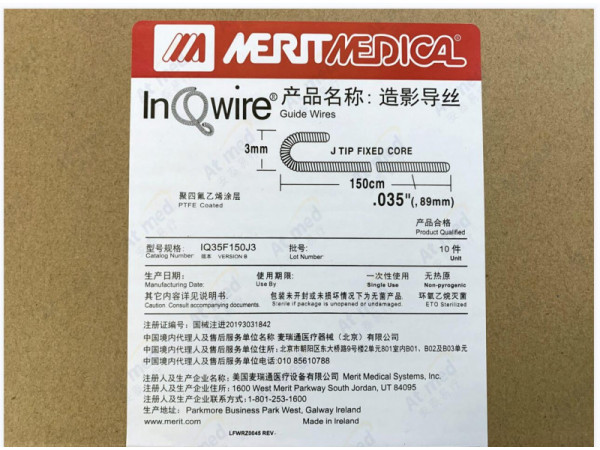 MERITMEDICAL®
InQwire® 产品名称: 造影导丝
Guide Wires
3mm
J TIP FIXED CORE
150cm
.035"(.89mm)
聚四氟乙烯涂层
PTFE Coated
产品合格
Product Qualified
型号规格: IQ35F150J3 批号: 10 件
Catalog Number 版本 VERSION B Lot Number Unit
生产日期: 使用期限: 一次性使用 无热原
Manufacturing Date: Use By Single Use Non-pyrogenic
其它内容详见说明书. 包装未开封或未损坏情况下为无菌产品. 环氧乙烷灭菌
Caution. Consult accompanying documents. Sterile if package is unopened or undamaged. ETO Sterilized
注册证编号: 国械注进20193031842
中国境内代理人及售后服务单位名称 麦瑞通医疗器械（北京）有限公司
中国境内代理人及售后服务单位住所: 北京市朝阳区东大桥路9号楼2单元801室内B01、B02及B03单元
中国境内代理人及售后服务单位电话: 010 85610788
注册人及生产企业名称: 美国麦瑞通医疗设备有限公司 Merit Medical Systems, Inc.
注册人及生产企业住所: 1600 West Merit Parkway South Jordan, UT 84095
注册人及生产企业联系方式: 1-801-253-1600
生产地址: Parkmore Business Park West, Galway Ireland
www.merit.com Made in Ireland
At med